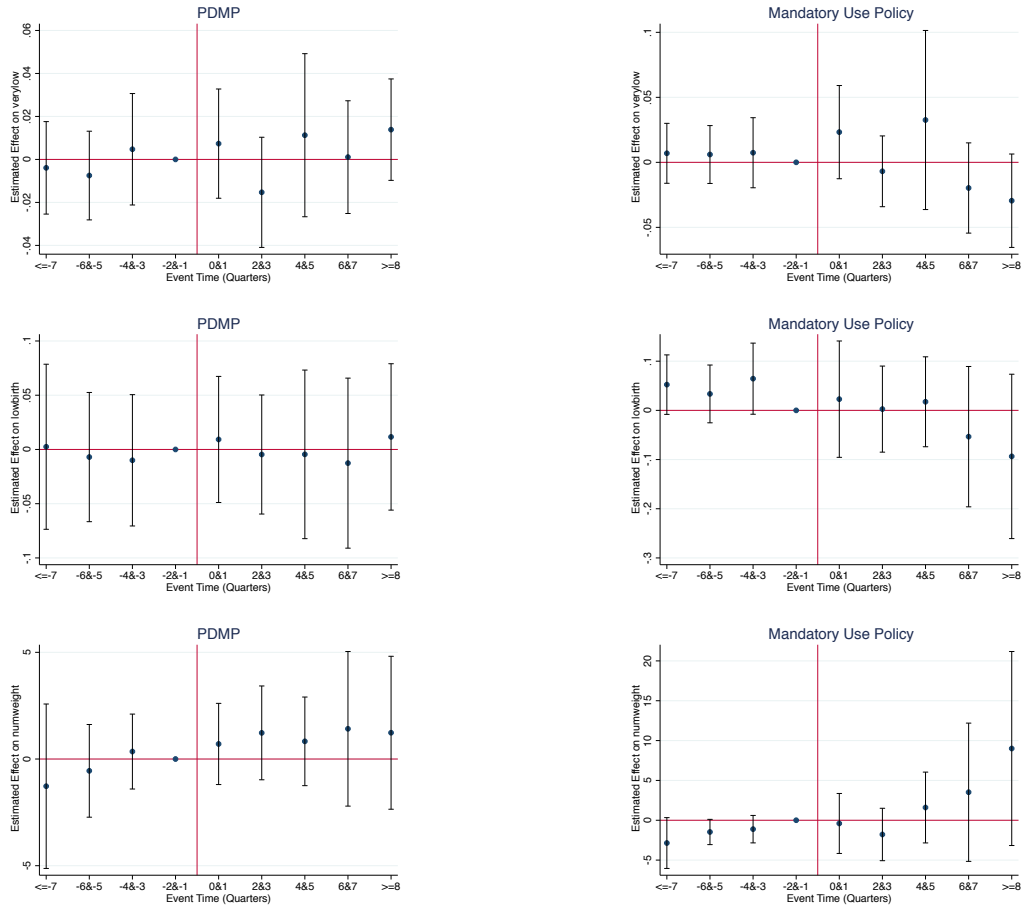 PDMP
Estimated Effect on verylow
.06
.04
.02
0
-.02
-.04
<=-7 -6&-5 -4&-3 -2&-1 0&1 2&3 4&5 6&7 >=8
Event Time (Quarters)
Mandatory Use Policy
Estimated Effect on verylow
.1
.05
0
-.05
<=-7 -6&-5 -4&-3 -2&-1 0&1 2&3 4&5 6&7 >=8
Event Time (Quarters)
PDMP
Estimated Effect on lowbirth
.1
.05
0
-.05
-.1
<=-7 -6&-5 -4&-3 -2&-1 0&1 2&3 4&5 6&7 >=8
Event Time (Quarters)
Mandatory Use Policy
Estimated Effect on lowbirth
.1
0
-.1
-.2
-.3
<=-7 -6&-5 -4&-3 -2&-1 0&1 2&3 4&5 6&7 >=8
Event Time (Quarters)
PDMP
Estimated Effect on numweight
5
0
-5
<=-7 -6&-5 -4&-3 -2&-1 0&1 2&3 4&5 6&7 >=8
Event Time (Quarters)
Mandatory Use Policy
Estimated Effect on numweight
20
15
10
5
0
-5
<=-7 -6&-5 -4&-3 -2&-1 0&1 2&3 4&5 6&7 >=8
Event Time (Quarters)